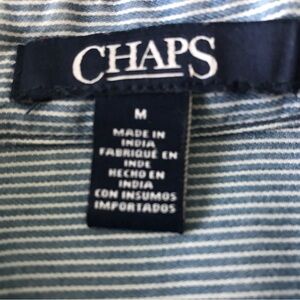 CHAPS
M
MADE IN
INDIA
FABRIQUÉ EN
INDE
HECHO EN
INDIA
CON INSUMOS
IMPORTADOS